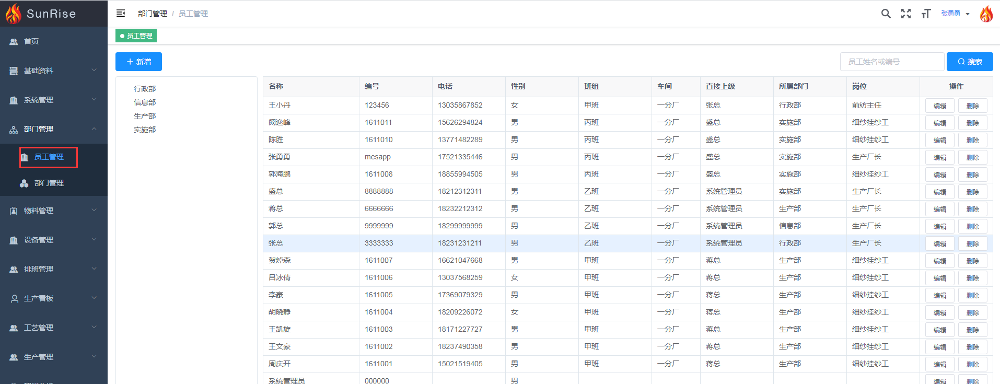 SunRise
部门管理 / 员工管理
张勇勇
员工管理
首页
基础资料
系统管理
部门管理
员工管理
部门管理
物料管理
设备管理
排班管理
生产看板
工艺管理
生产管理
新增
员工姓名或编号
搜索
行政部
信息部
生产部
实施部
名称 编号 电话 性别 班组 车间 直接上级 所属部门 岗位 操作
王小丹 123456 13035867852 女 甲班 一分厂 张总 行政部 前纺主任 编辑 删除
阙逸峰 1611011 15626294824 男 丙班 一分厂 盛总 实施部 细纱挂纱工 编辑 删除
陈胜 1611010 13771482289 男 丙班 一分厂 盛总 实施部 细纱挂纱工 编辑 删除
张勇勇 mesapp 17521335446 男 丙班 一分厂 盛总 实施部 生产厂长 编辑 删除
郭海鹏 1611008 18855994505 男 丙班 一分厂 盛总 实施部 细纱挂纱工 编辑 删除
盛总 8888888 18212312311 男 乙班 一分厂 系统管理员 实施部 生产厂长 编辑 删除
蒋总 6666666 18232212312 男 乙班 一分厂 系统管理员 生产部 生产厂长 编辑 删除
郭总 9999999 18299999999 男 乙班 一分厂 系统管理员 信息部 生产厂长 编辑 删除
张总 3333333 18231231211 男 乙班 一分厂 系统管理员 行政部 生产厂长 编辑 删除
贺焯森 1611007 16621047668 男 甲班 一分厂 蒋总 生产部 细纱挂纱工 编辑 删除
吕冰倩 1611006 13037568259 女 甲班 一分厂 蒋总 生产部 细纱挂纱工 编辑 删除
李豪 1611005 17369079329 男 甲班 一分厂 蒋总 生产部 细纱挂纱工 编辑 删除
胡晓静 1611004 18209226072 女 甲班 一分厂 蒋总 生产部 细纱挂纱工 编辑 删除
王凯旋 1611003 18171227727 男 甲班 一分厂 蒋总 生产部 细纱挂纱工 编辑 删除
王文豪 1611002 18237490358 男 甲班 一分厂 蒋总 生产部 细纱挂纱工 编辑 删除
周庆开 1611001 15021519405 男 甲班 一分厂 蒋总 生产部 细纱挂纱工 编辑 删除
系统管理员 000000 男 编辑 删除